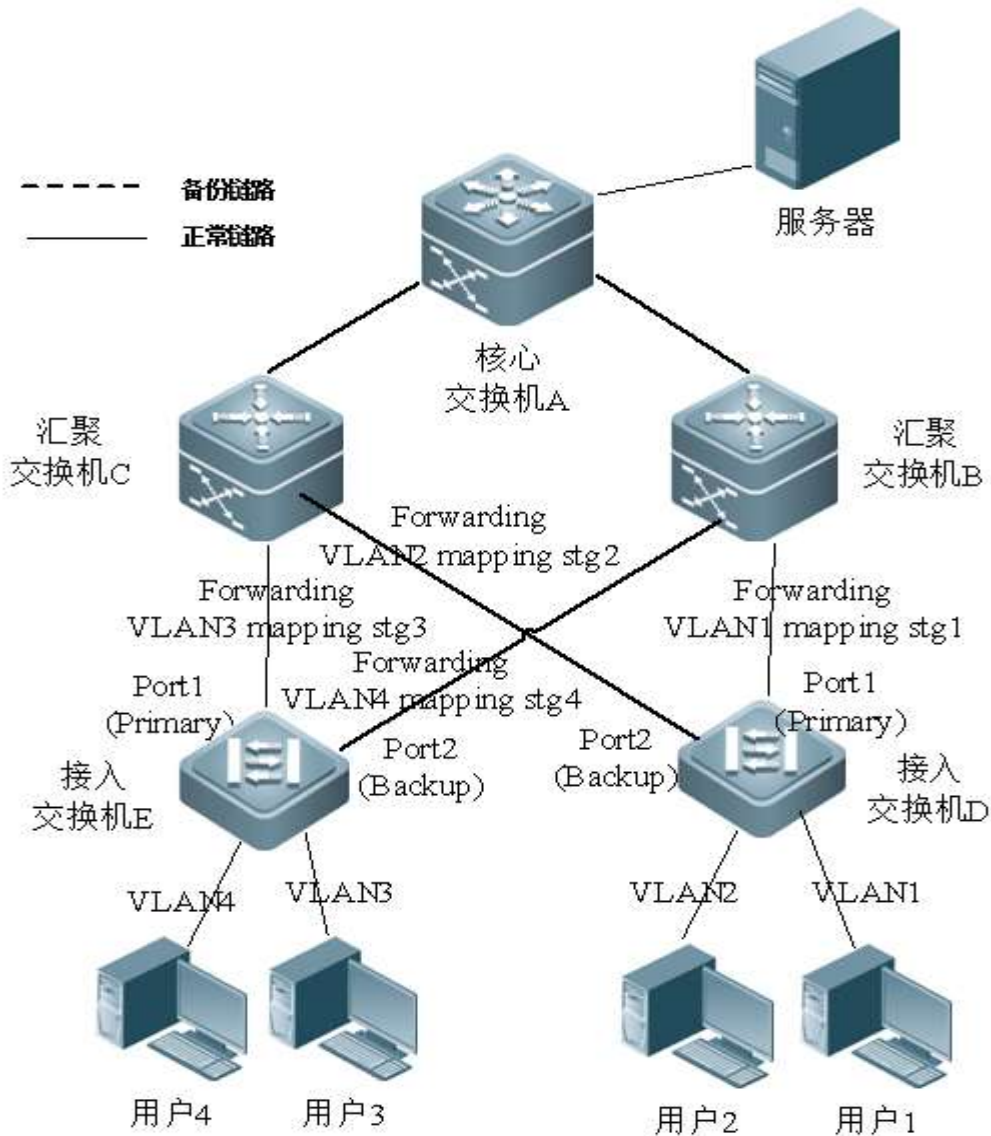 服务器
备份链路
正常链路
核心
交换机A
汇聚
交换机C
汇聚
交换机B
Forwarding
VLAN2 mapping stg2
Forwarding
VLAN3 mapping stg3
Forwarding
VLAN1 mapping stg1
Forwarding
VLAN4 mapping stg4
Port1
(Primary)
Port1
(Primary)
Port2
(Backup)
Port2
(Backup)
接入
交换机E
接入
交换机D
VLAN4
VLAN3
VLAN2
VLAN1
用户4
用户3
用户2
用户1